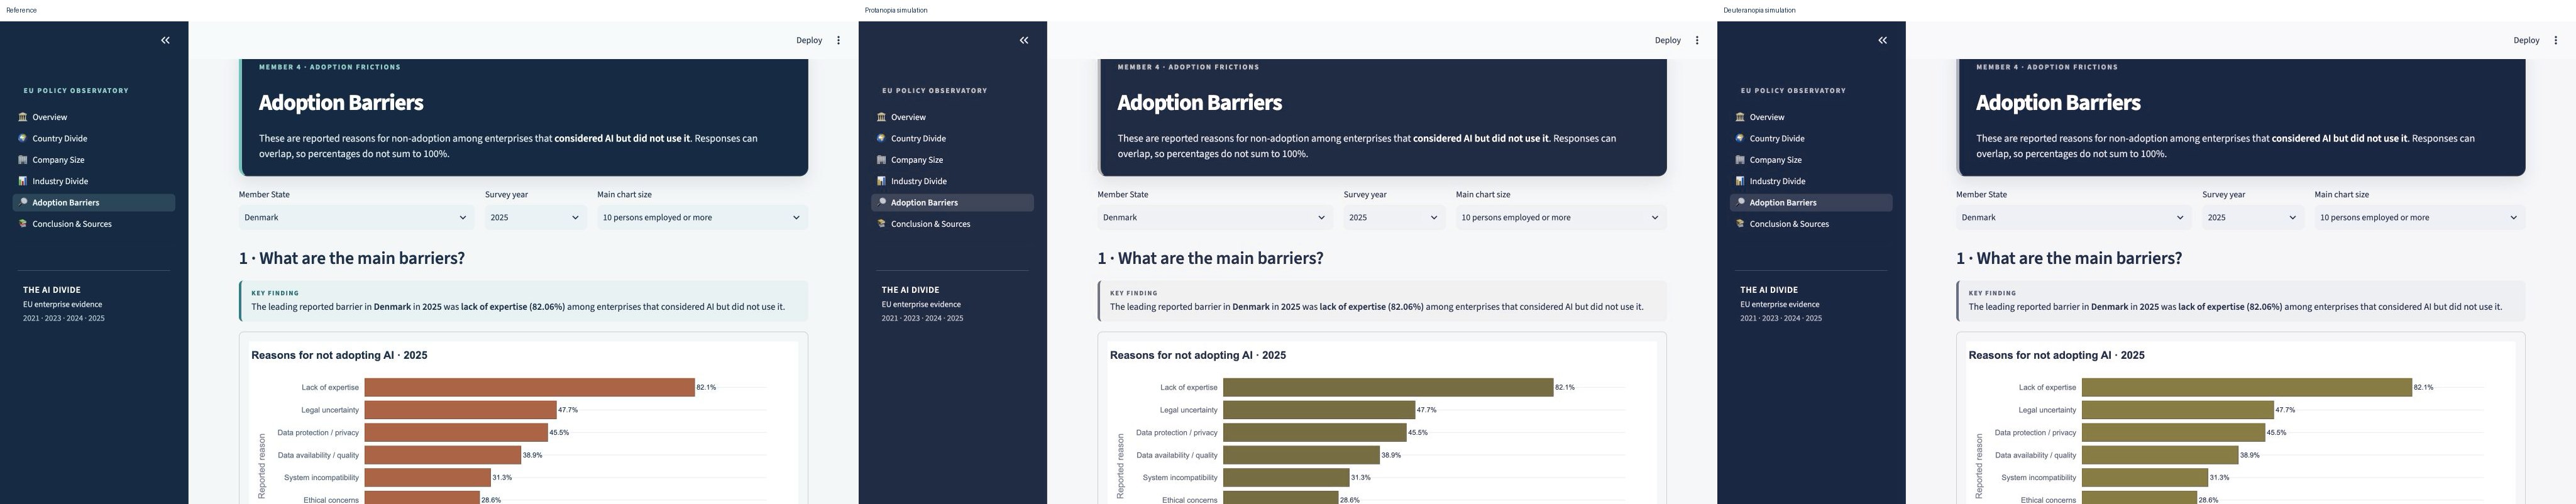 Reference
Deploy
EU POLICY OBSERVATORY
Overview
Country Divide
Company Size
Industry Divide
Adoption Barriers
Conclusion & Sources
THE AI DIVIDE
EU enterprise evidence
2021 · 2023 · 2024 · 2025
MEMBER 4 · ADOPTION FRICTIONS
Adoption Barriers
These are reported reasons for non-adoption among enterprises that considered AI but did not use it. Responses can
overlap, so percentages do not sum to 100%.
Member State
Survey year
Main chart size
Denmark
2025
10 persons employed or more
1 · What are the main barriers?
KEY FINDING
The leading reported barrier in Denmark in 2025 was lack of expertise (82.06%) among enterprises that considered AI but did not use it.
Reasons for not adopting AI · 2025
Reported reason
Lack of expertise 82.1%
Legal uncertainty 47.7%
Data protection / privacy 45.5%
Data availability / quality 38.9%
System incompatibility 31.3%
Ethical concerns 28.6%
Protanopia simulation
Deploy
EU POLICY OBSERVATORY
Overview
Country Divide
Company Size
Industry Divide
Adoption Barriers
Conclusion & Sources
THE AI DIVIDE
EU enterprise evidence
2021 · 2023 · 2024 · 2025
MEMBER 4 · ADOPTION FRICTIONS
Adoption Barriers
These are reported reasons for non-adoption among enterprises that considered AI but did not use it. Responses can
overlap, so percentages do not sum to 100%.
Member State
Survey year
Main chart size
Denmark
2025
10 persons employed or more
1 · What are the main barriers?
KEY FINDING
The leading reported barrier in Denmark in 2025 was lack of expertise (82.06%) among enterprises that considered AI but did not use it.
Reasons for not adopting AI · 2025
Reported reason
Lack of expertise 82.1%
Legal uncertainty 47.7%
Data protection / privacy 45.5%
Data availability / quality 38.9%
System incompatibility 31.3%
Ethical concerns 28.6%
Deuteranopia simulation
Deploy
EU POLICY OBSERVATORY
Overview
Country Divide
Company Size
Industry Divide
Adoption Barriers
Conclusion & Sources
THE AI DIVIDE
EU enterprise evidence
2021 · 2023 · 2024 · 2025
MEMBER 4 · ADOPTION FRICTIONS
Adoption Barriers
These are reported reasons for non-adoption among enterprises that considered AI but did not use it. Responses can
overlap, so percentages do not sum to 100%.
Member State
Survey year
Main chart size
Denmark
2025
10 persons employed or more
1 · What are the main barriers?
KEY FINDING
The leading reported barrier in Denmark in 2025 was lack of expertise (82.06%) among enterprises that considered AI but did not use it.
Reasons for not adopting AI · 2025
Reported reason
Lack of expertise 82.1%
Legal uncertainty 47.7%
Data protection / privacy 45.5%
Data availability / quality 38.9%
System incompatibility 31.3%
Ethical concerns 28.6%